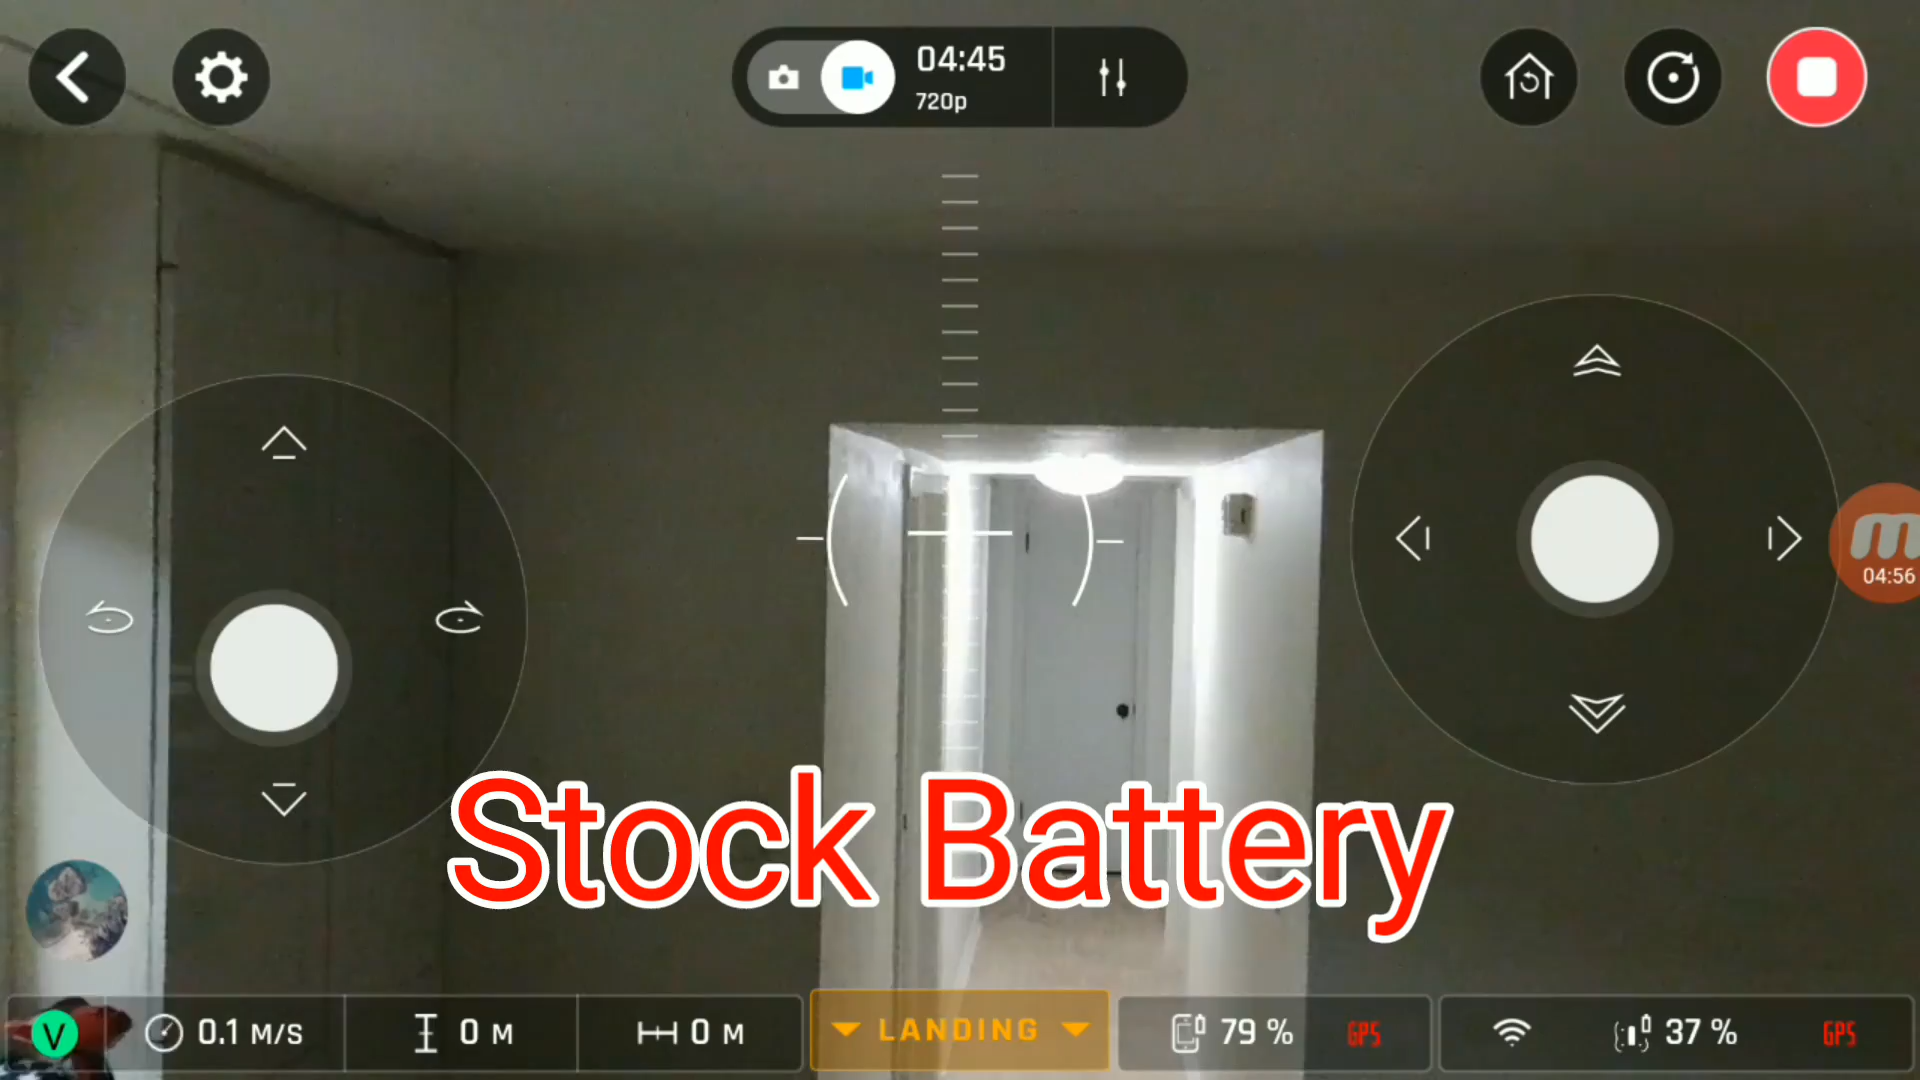 04:45
720p
m
04:56
Stock Battery
V
0.1 M/S
0 M
0 M
LANDING
79 %
GPS
37 %
GPS